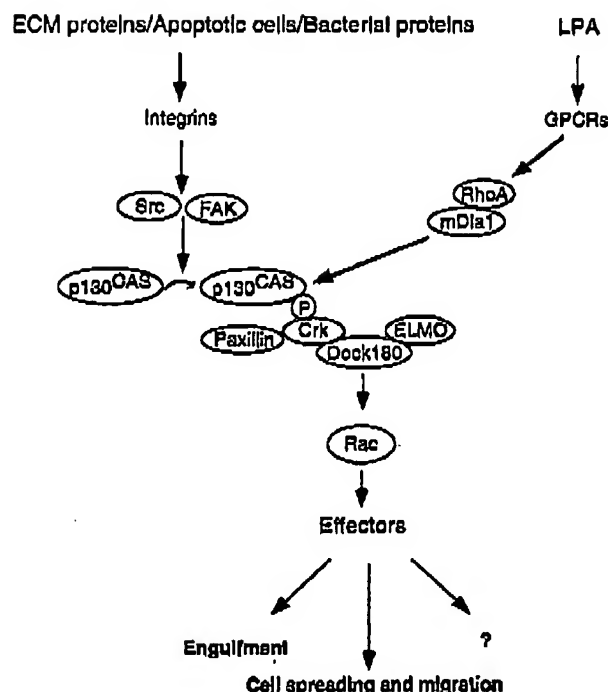 ECM proteins/Apoptotic cells/Bacterial proteins
LPA
Integrins
GPCRs
Src
FAK
RhoA
mDia1
p130CAS
p130CAS
P
Paxillin
Crk
ELMO
Dock180
Rac
Effectors
Engulfment
?
Cell spreading and migration